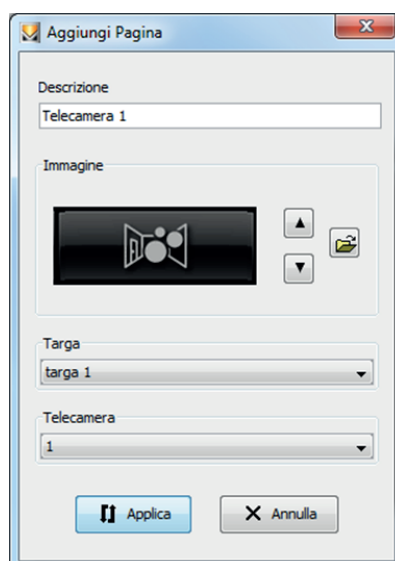 Aggiungi Pagina
Descrizione
Telecamera 1
Immagine
Targa
targa 1
Telecamera
1
Applica
Annulla